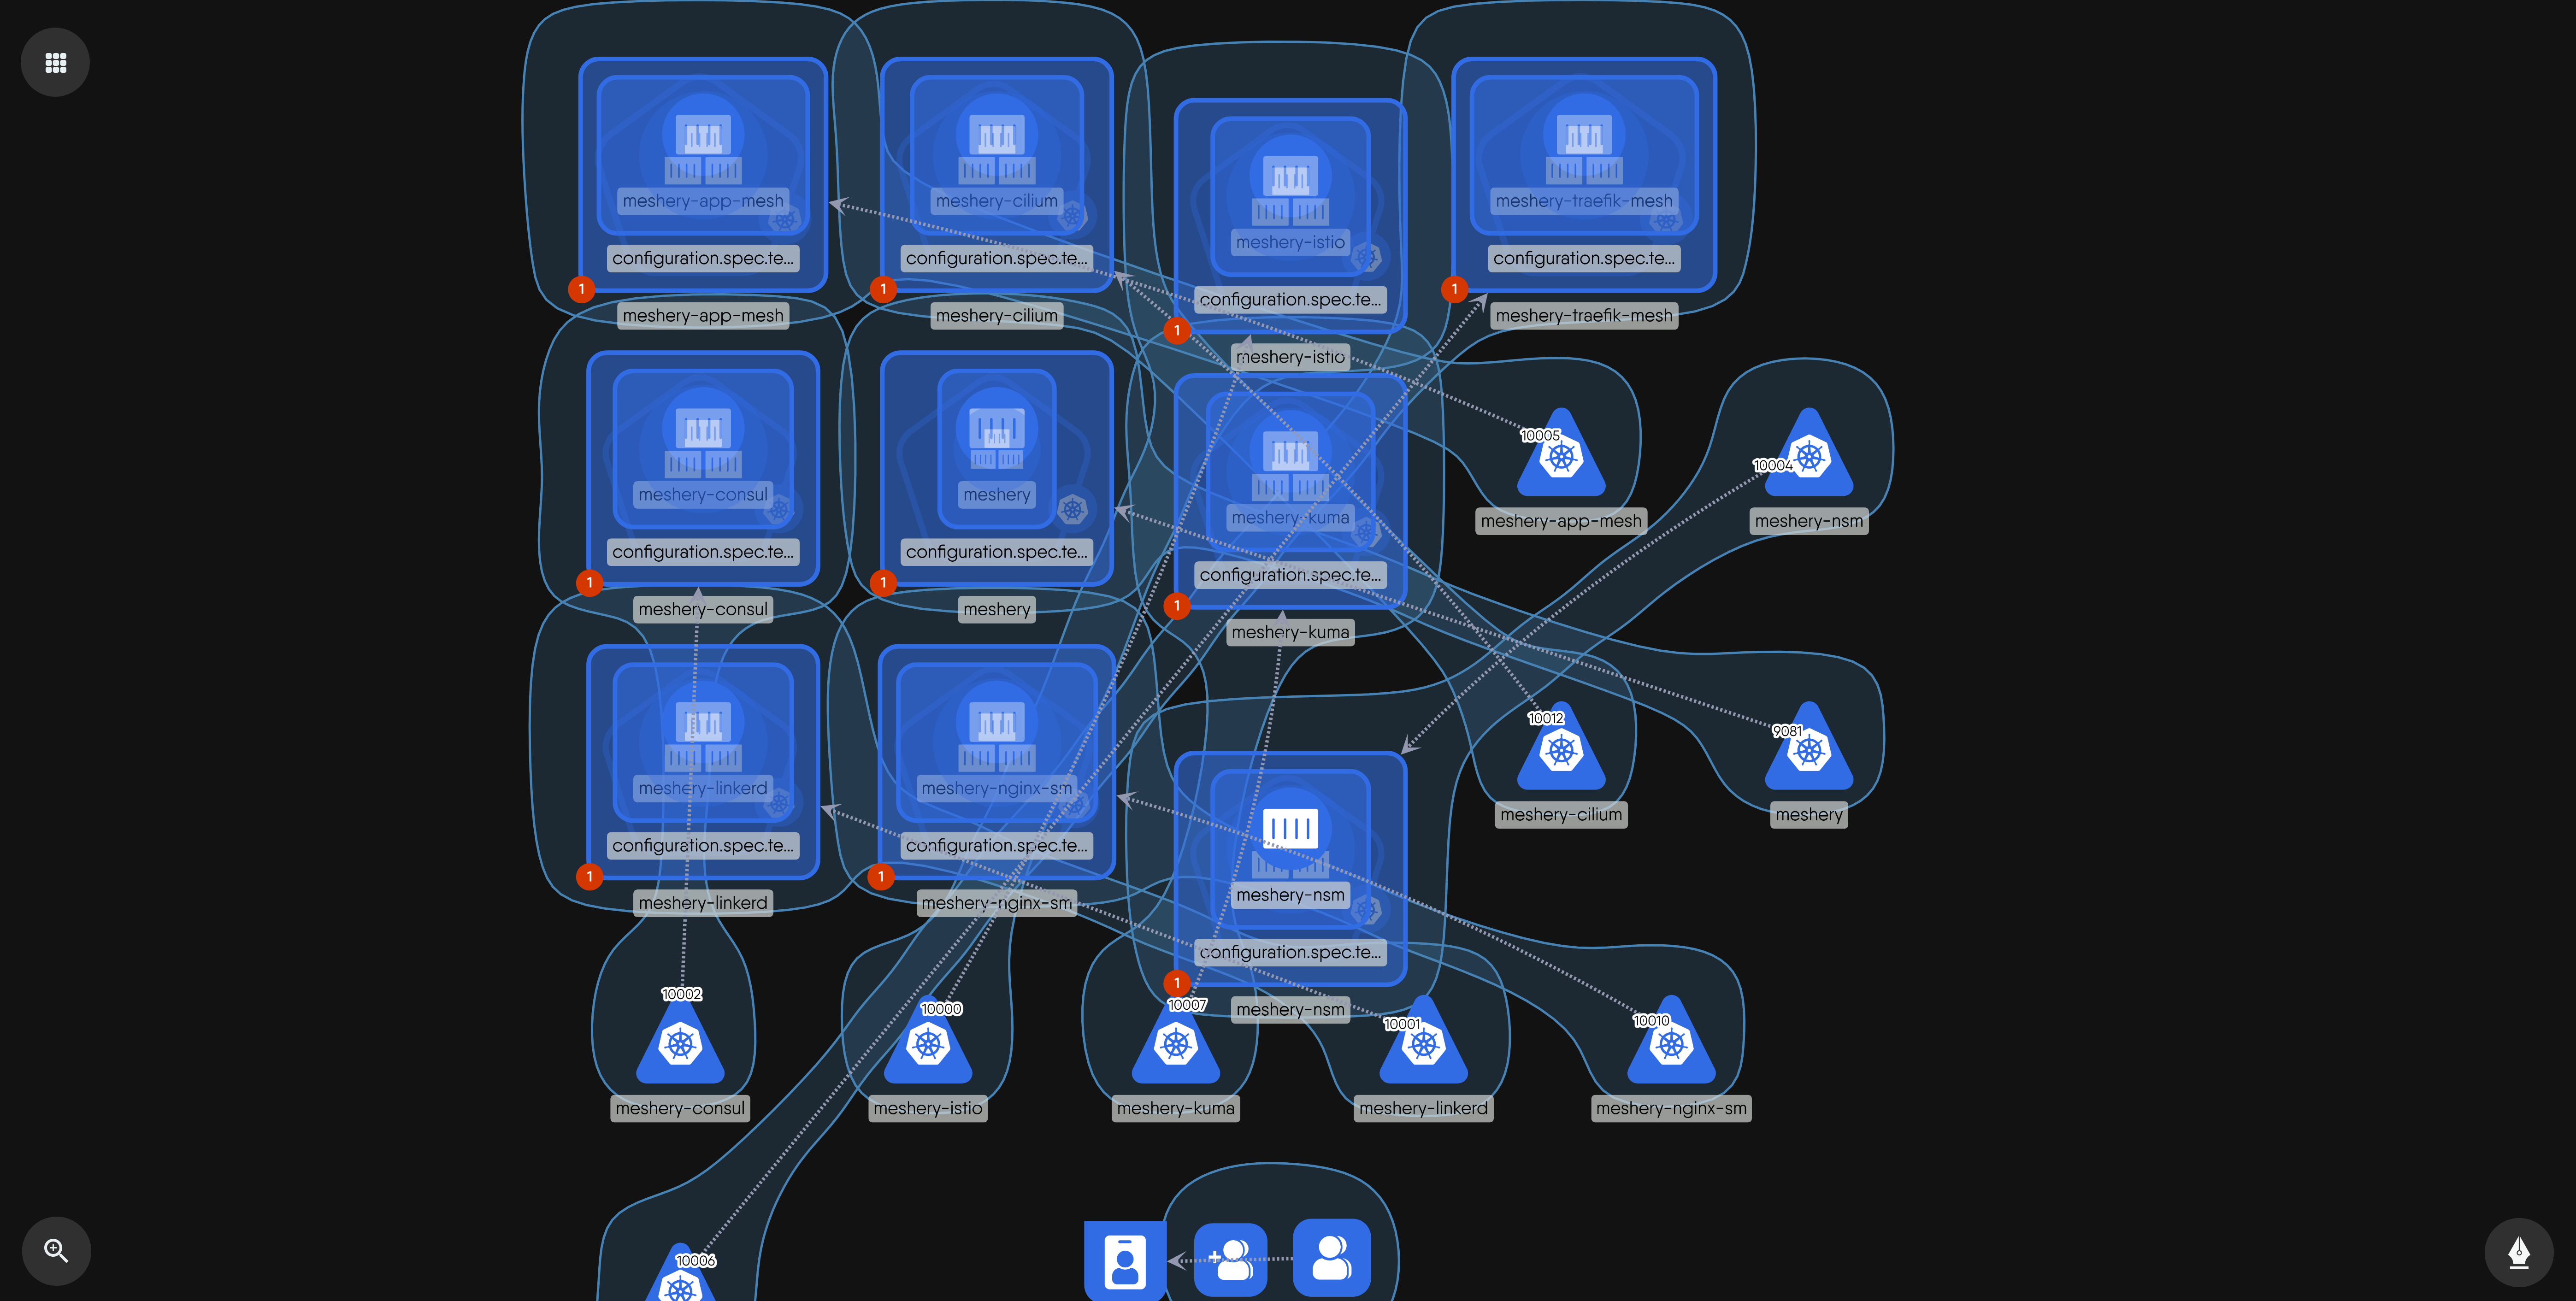 meshery-app-mesh
configuration.spec.te...
1
meshery-app-mesh
meshery-cilium
configuration.spec.te...
1
meshery-cilium
meshery-istio
configuration.spec.te...
1
meshery-istio
meshery-traefik-mesh
configuration.spec.te...
1
meshery-traefik-mesh
meshery-consul
configuration.spec.te...
1
meshery-consul
meshery
configuration.spec.te...
1
meshery
meshery-kuma
configuration.spec.te...
1
meshery-kuma
10005
meshery-app-mesh
10004
meshery-nsm
meshery-linkerd
configuration.spec.te...
1
meshery-linkerd
meshery-nginx-sm
configuration.spec.te...
1
meshery-nginx-sm
meshery-nsm
configuration.spec.te...
1
meshery-nsm
10012
meshery-cilium
9081
meshery
10002
meshery-consul
10000
meshery-istio
10007
meshery-kuma
10001
meshery-linkerd
10010
meshery-nginx-sm
10006